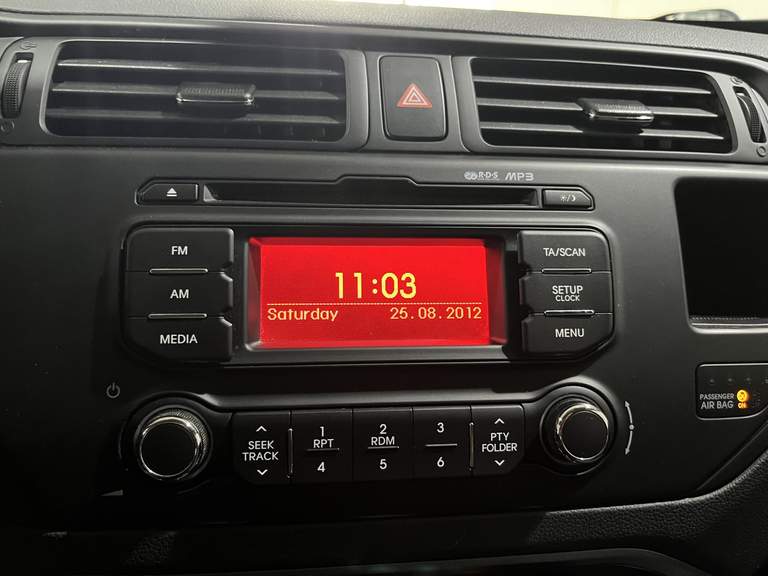 R·D·S MP3
FM
AM
MEDIA
11:03
Saturday 25.08.2012
TA/SCAN
SETUP
CLOCK
MENU
SEEK
TRACK
1
RPT
4
2
RDM
5
3
6
PTY
FOLDER
PASSENGER
AIR BAG
ON